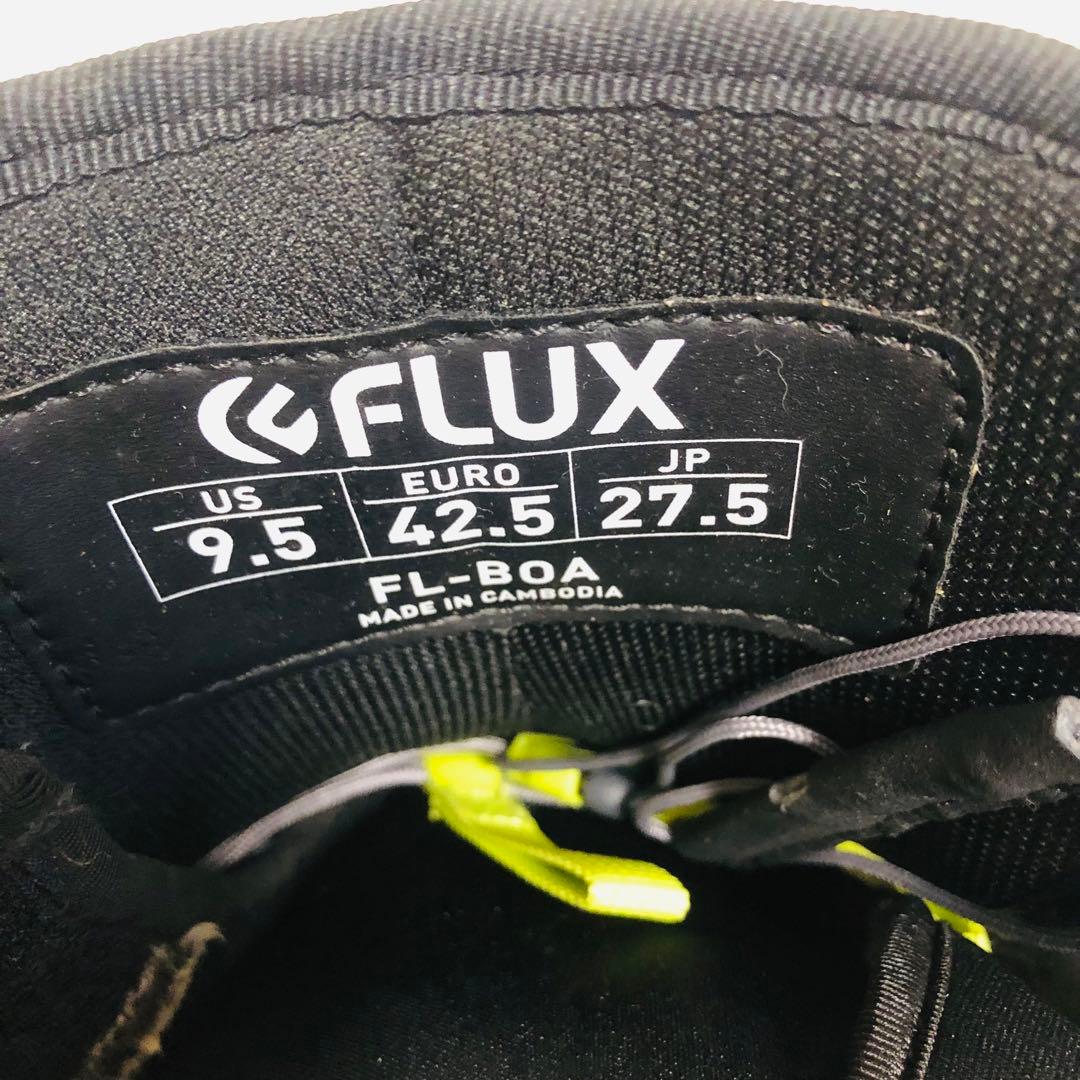 FLUX
US EURO JP
9.5 42.5 27.5
FL-BOA
MADE IN CAMBODIA